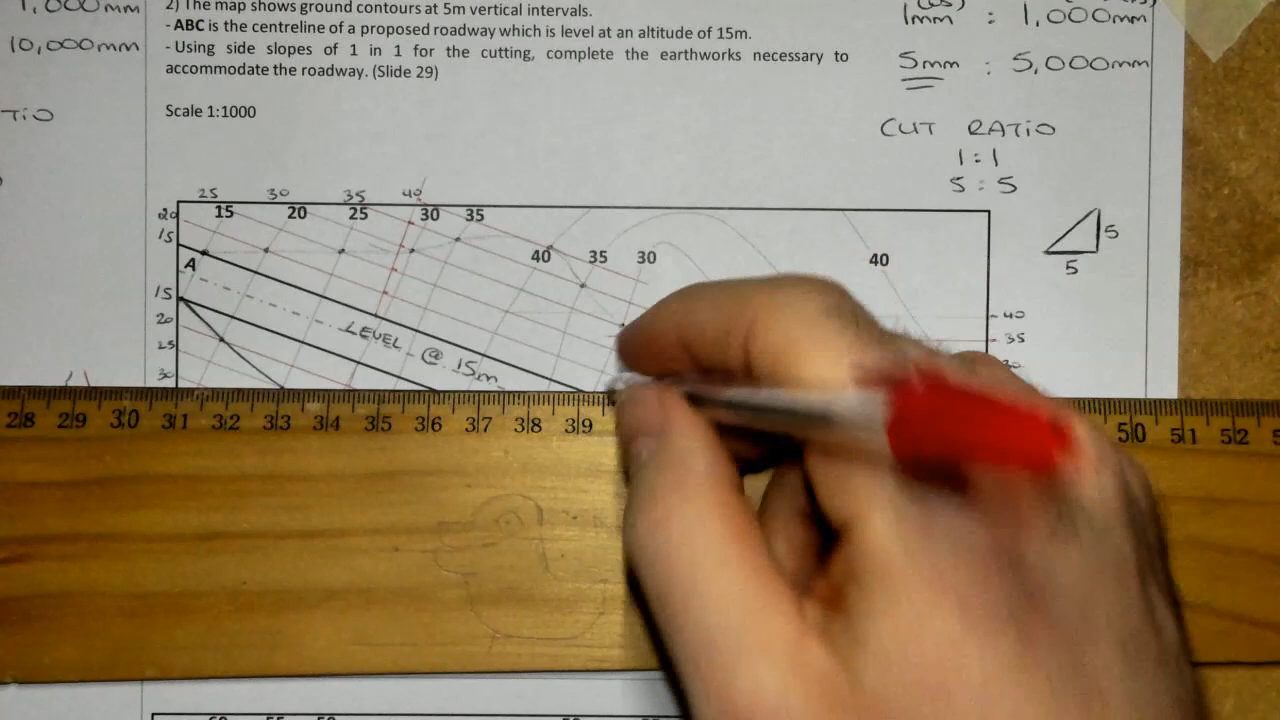 1,000mm
10,000mm
TiO
2) The map shows ground contours at 5m vertical intervals.
- ABC is the centreline of a proposed roadway which is level at an altitude of 15m.
- Using side slopes of 1 in 1 for the cutting, complete the earthworks necessary to
accommodate the roadway. (Slide 29)
Scale 1:1000
1mm : 1,000mm
5mm : 5,000mm
CUT RATiO
1:1
5:5
5
5
25 30 35 40
20 15 20 25 30 35
15
A
40 35 30 40
15
20
25
30
LEVEL @ 15m
40
35
28 29 30 31 32 33 34 35 36 37 38 39 50 51 52